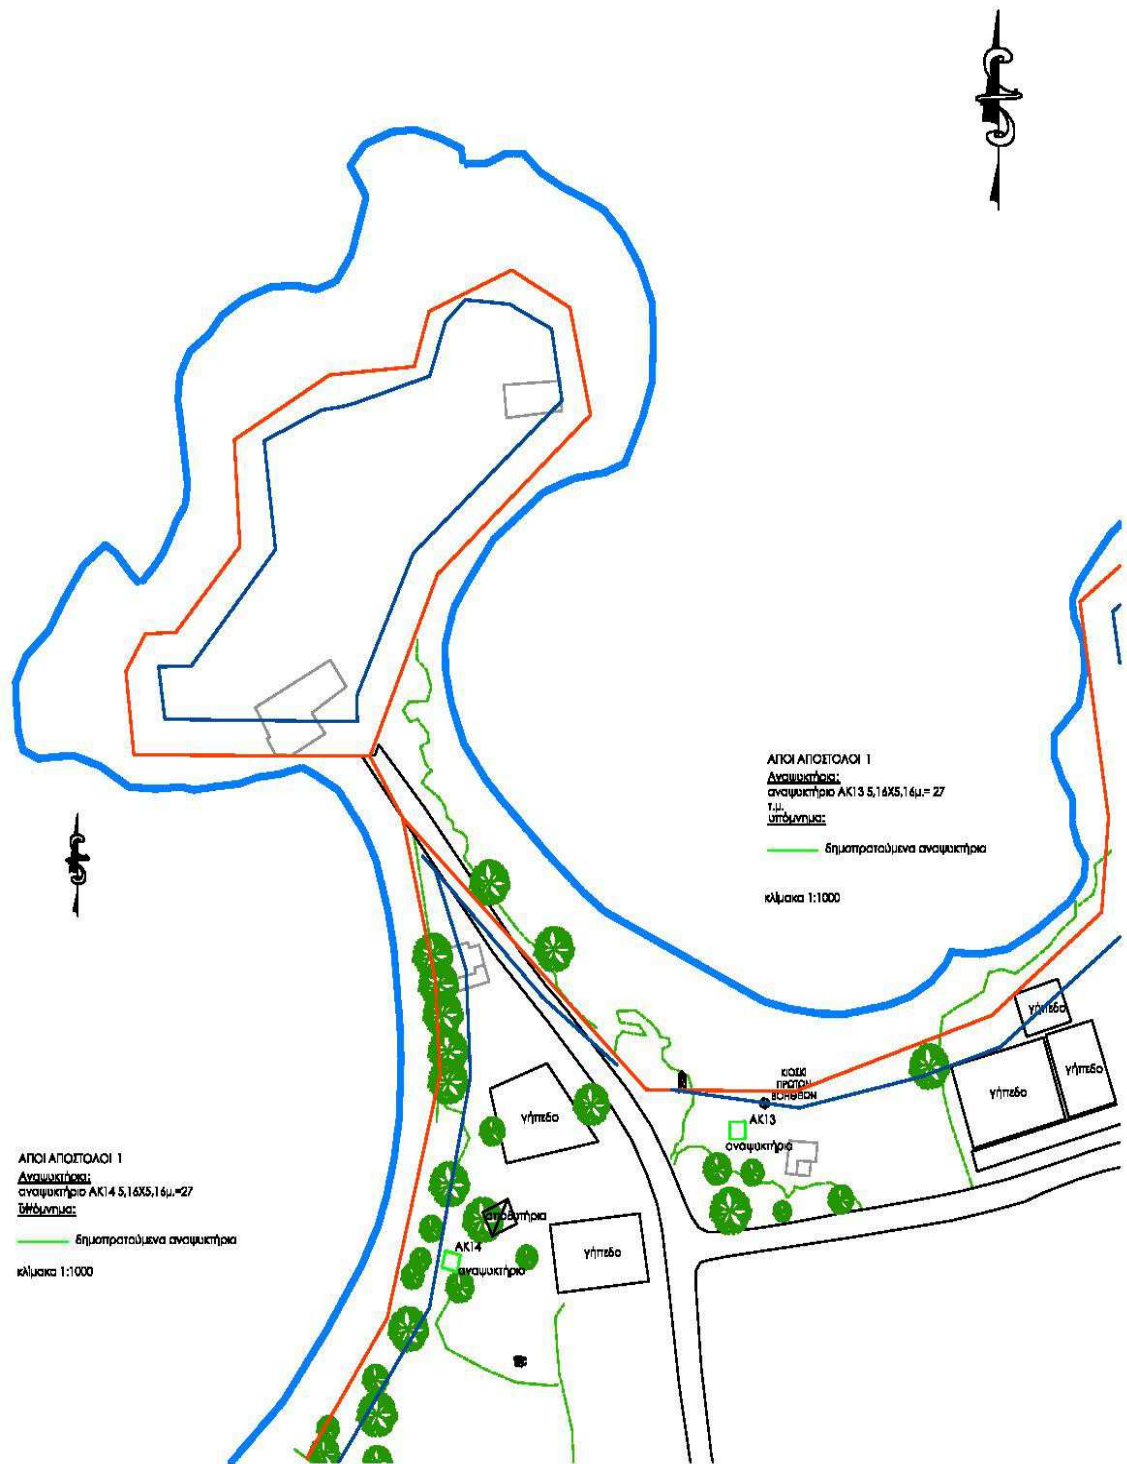 ΑΓΙΟΙ ΑΠΟΣΤΟΛΟΙ 1
Αναψυκτήρια:
αναψυκτήριο ΑΚ13 5,16Χ5,16μ.= 27
τ.μ.
υπόμνημα:
δημοπρατούμενα αναψυκτήρια
κλίμακα 1:1000
γήπεδο
γήπεδο
γήπεδο
ΚΙΟΣΚΙ
ΠΡΩΤΩΝ
ΒΟΗΘΕΙΩΝ
ΑΚ13
αναψυκτήριο
γήπεδο
ΑΓΙΟΙ ΑΠΟΣΤΟΛΟΙ 1
Αναψυκτήρια:
αναψυκτήριο ΑΚ14 5,16Χ5,16μ.=27
Υπόμνημα:
δημοπρατούμενα αναψυκτήρια
κλίμακα 1:1000
αποδυτήρια
ΑΚ14
αναψυκτήριο
γήπεδο